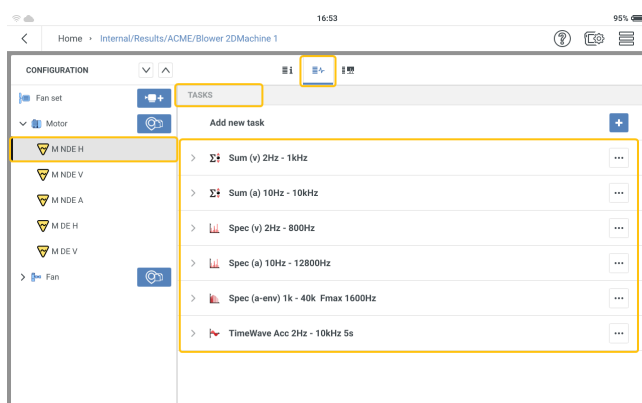 16:53
95%
Home › Internal/Results/ACME/Blower 2DMachine 1
CONFIGURATION
Fan set
TASKS
Motor
Add new task
M NDE H
Sum (v) 2Hz - 1kHz
M NDE V
Sum (a) 10Hz - 10kHz
M NDE A
M DE H
Spec (v) 2Hz - 800Hz
M DE V
Spec (a) 10Hz - 12800Hz
Fan
Spec (a-env) 1k - 40k Fmax 1600Hz
TimeWave Acc 2Hz - 10kHz 5s